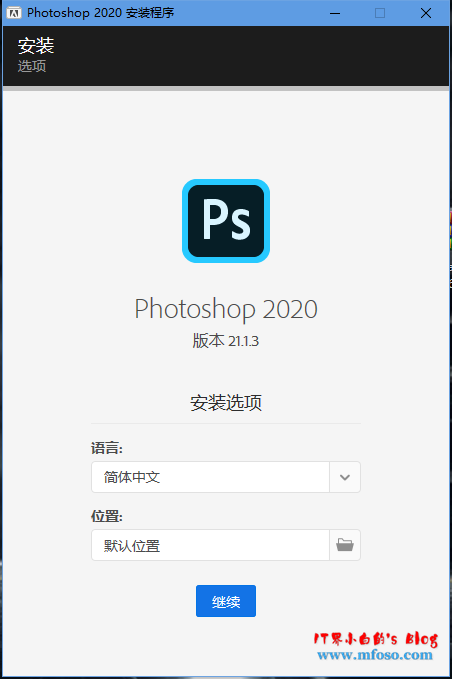 Photoshop 2020 安装程序
安装
选项
Ps
Photoshop 2020
版本 21.1.3
安装选项
语言:
简体中文
位置:
默认位置
继续
IT界小白的's Blog
www.mfoso.com